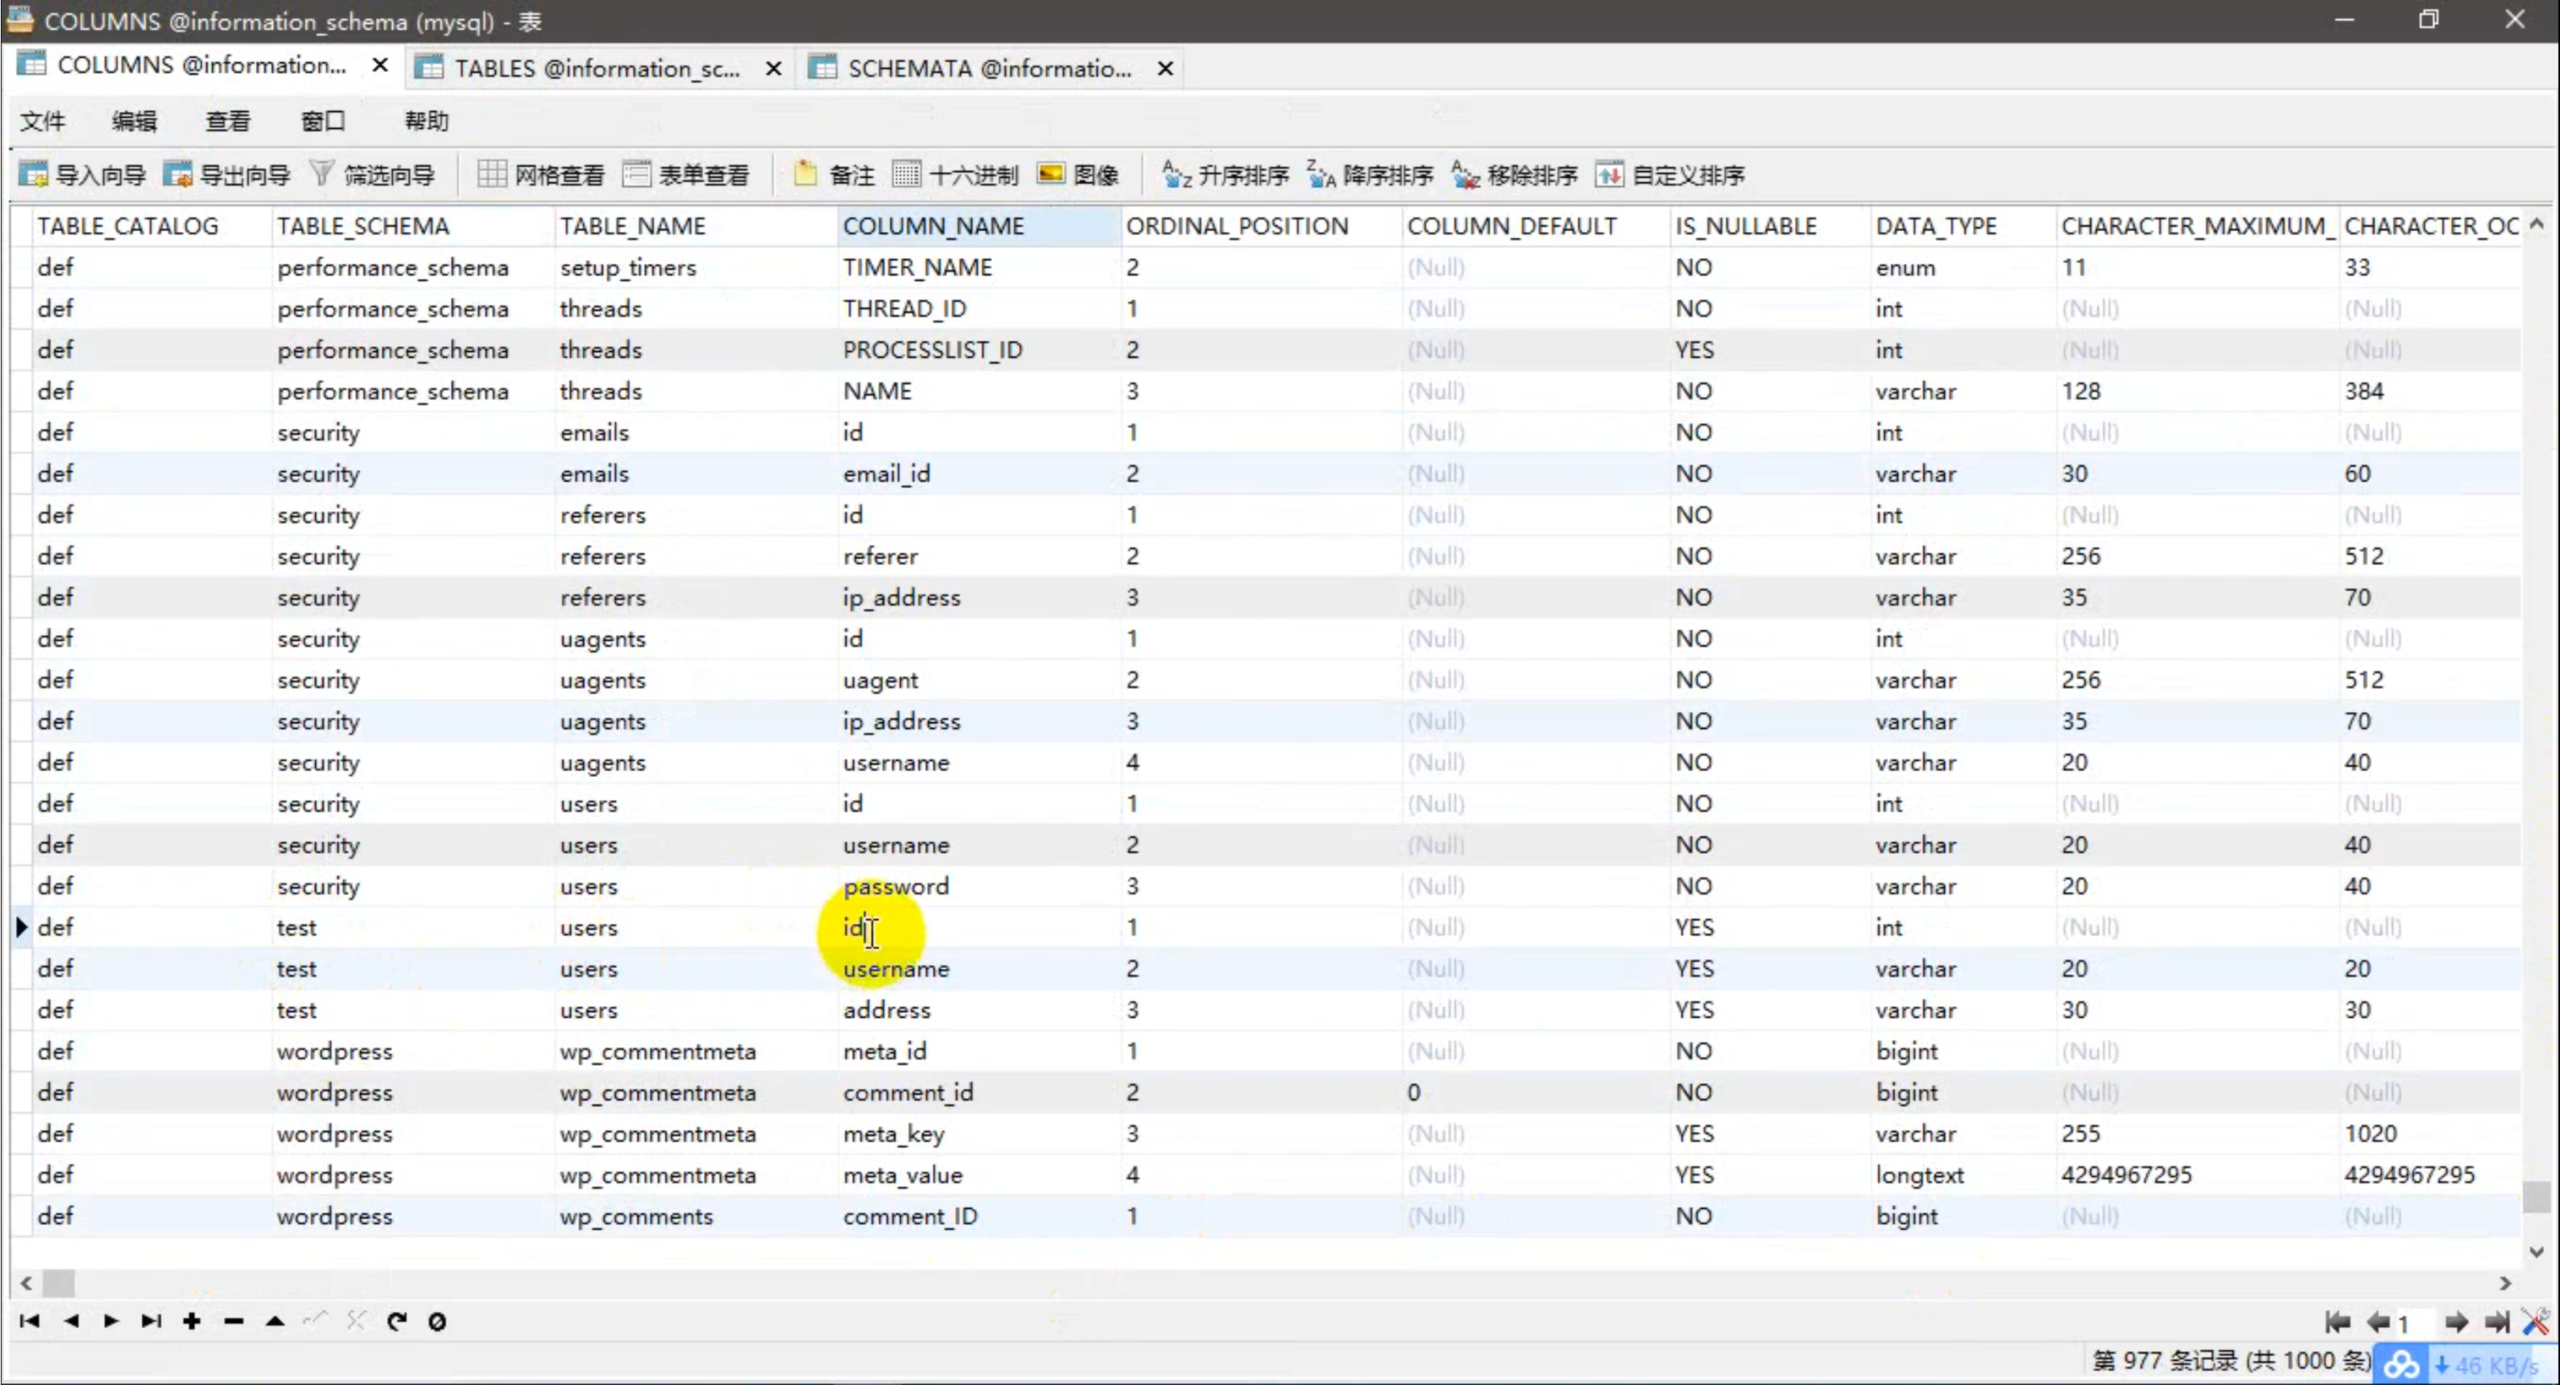 COLUMNS @information_schema (mysql) - 表
COLUMNS @information... TABLES @information_sc... SCHEMATA @informatio...
文件 编辑 查看 窗口 帮助
导入向导 导出向导 筛选向导 网格查看 表单查看 备注 十六进制 图像 升序排序 降序排序 移除排序 自定义排序
TABLE_CATALOG TABLE_SCHEMA TABLE_NAME COLUMN_NAME ORDINAL_POSITION COLUMN_DEFAULT IS_NULLABLE DATA_TYPE CHARACTER_MAXIMUM_ CHARACTER_OC
def performance_schema setup_timers TIMER_NAME 2 (Null) NO enum 11 33
def performance_schema threads THREAD_ID 1 (Null) NO int (Null) (Null)
def performance_schema threads PROCESSLIST_ID 2 (Null) YES int (Null) (Null)
def performance_schema threads NAME 3 (Null) NO varchar 128 384
def security emails id 1 (Null) NO int (Null) (Null)
def security emails email_id 2 (Null) NO varchar 30 60
def security referers id 1 (Null) NO int (Null) (Null)
def security referers referer 2 (Null) NO varchar 256 512
def security referers ip_address 3 (Null) NO varchar 35 70
def security uagents id 1 (Null) NO int (Null) (Null)
def security uagents uagent 2 (Null) NO varchar 256 512
def security uagents ip_address 3 (Null) NO varchar 35 70
def security uagents username 4 (Null) NO varchar 20 40
def security users id 1 (Null) NO int (Null) (Null)
def security users username 2 (Null) NO varchar 20 40
def security users password 3 (Null) NO varchar 20 40
def test users id 1 (Null) YES int (Null) (Null)
def test users username 2 (Null) YES varchar 20 20
def test users address 3 (Null) YES varchar 30 30
def wordpress wp_commentmeta meta_id 1 (Null) NO bigint (Null) (Null)
def wordpress wp_commentmeta comment_id 2 0 NO bigint (Null) (Null)
def wordpress wp_commentmeta meta_key 3 (Null) YES varchar 255 1020
def wordpress wp_commentmeta meta_value 4 (Null) YES longtext 4294967295 4294967295
def wordpress wp_comments comment_ID 1 (Null) NO bigint (Null) (Null)
1
第 977 条记录 (共 1000 条) 46 KB/s